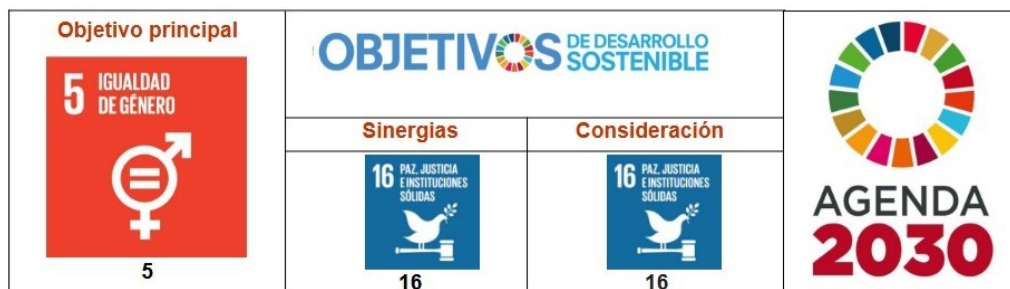 Objetivo principal
5 IGUALDAD
DE GÉNERO
5
OBJETIVOS DE DESARROLLO
SOSTENIBLE
Sinergias
16 PAZ, JUSTICIA
E INSTITUCIONES
SÓLIDAS
16
Consideración
16 PAZ, JUSTICIA
E INSTITUCIONES
SÓLIDAS
16
AGENDA
2030